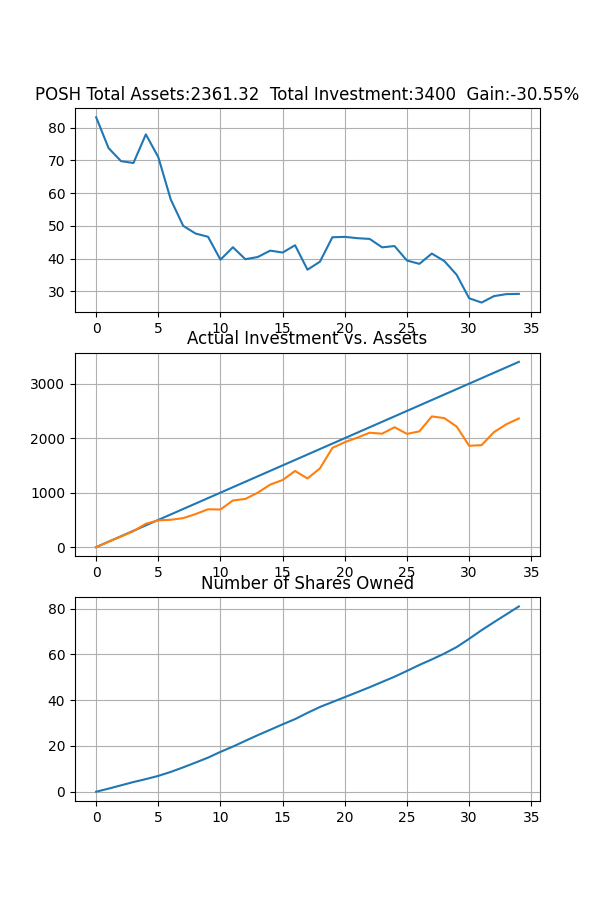 POSH Total Assets:2361.32  Total Investment:3400  Gain:-30.55%
80
70
60
50
40
30
0 5 10 15 20 25 30 35
Actual Investment vs. Assets
3000
2000
1000
0
0 5 10 15 20 25 30 35
Number of Shares Owned
80
60
40
20
0
0 5 10 15 20 25 30 35